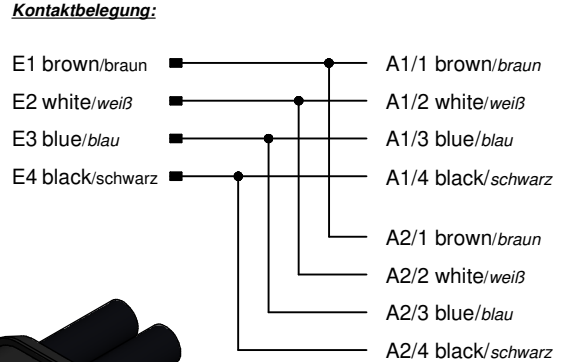 Kontaktbelegung:
E1 brown/braun
E2 white/weiß
E3 blue/blau
E4 black/schwarz
A1/1 brown/braun
A1/2 white/weiß
A1/3 blue/blau
A1/4 black/schwarz
A2/1 brown/braun
A2/2 white/weiß
A2/3 blue/blau
A2/4 black/schwarz